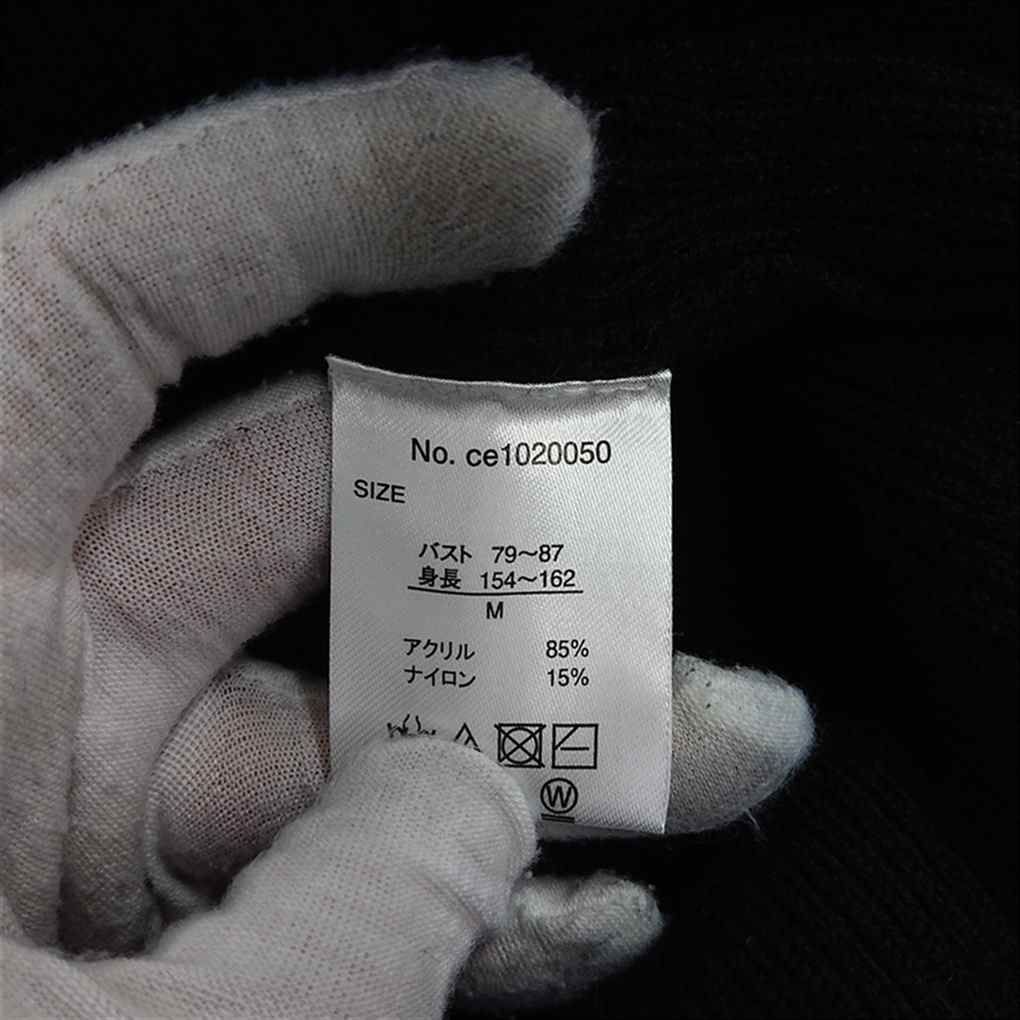 No. ce1020050
SIZE
バスト 79〜87
身長 154〜162
M
アクリル 85%
ナイロン 15%
W